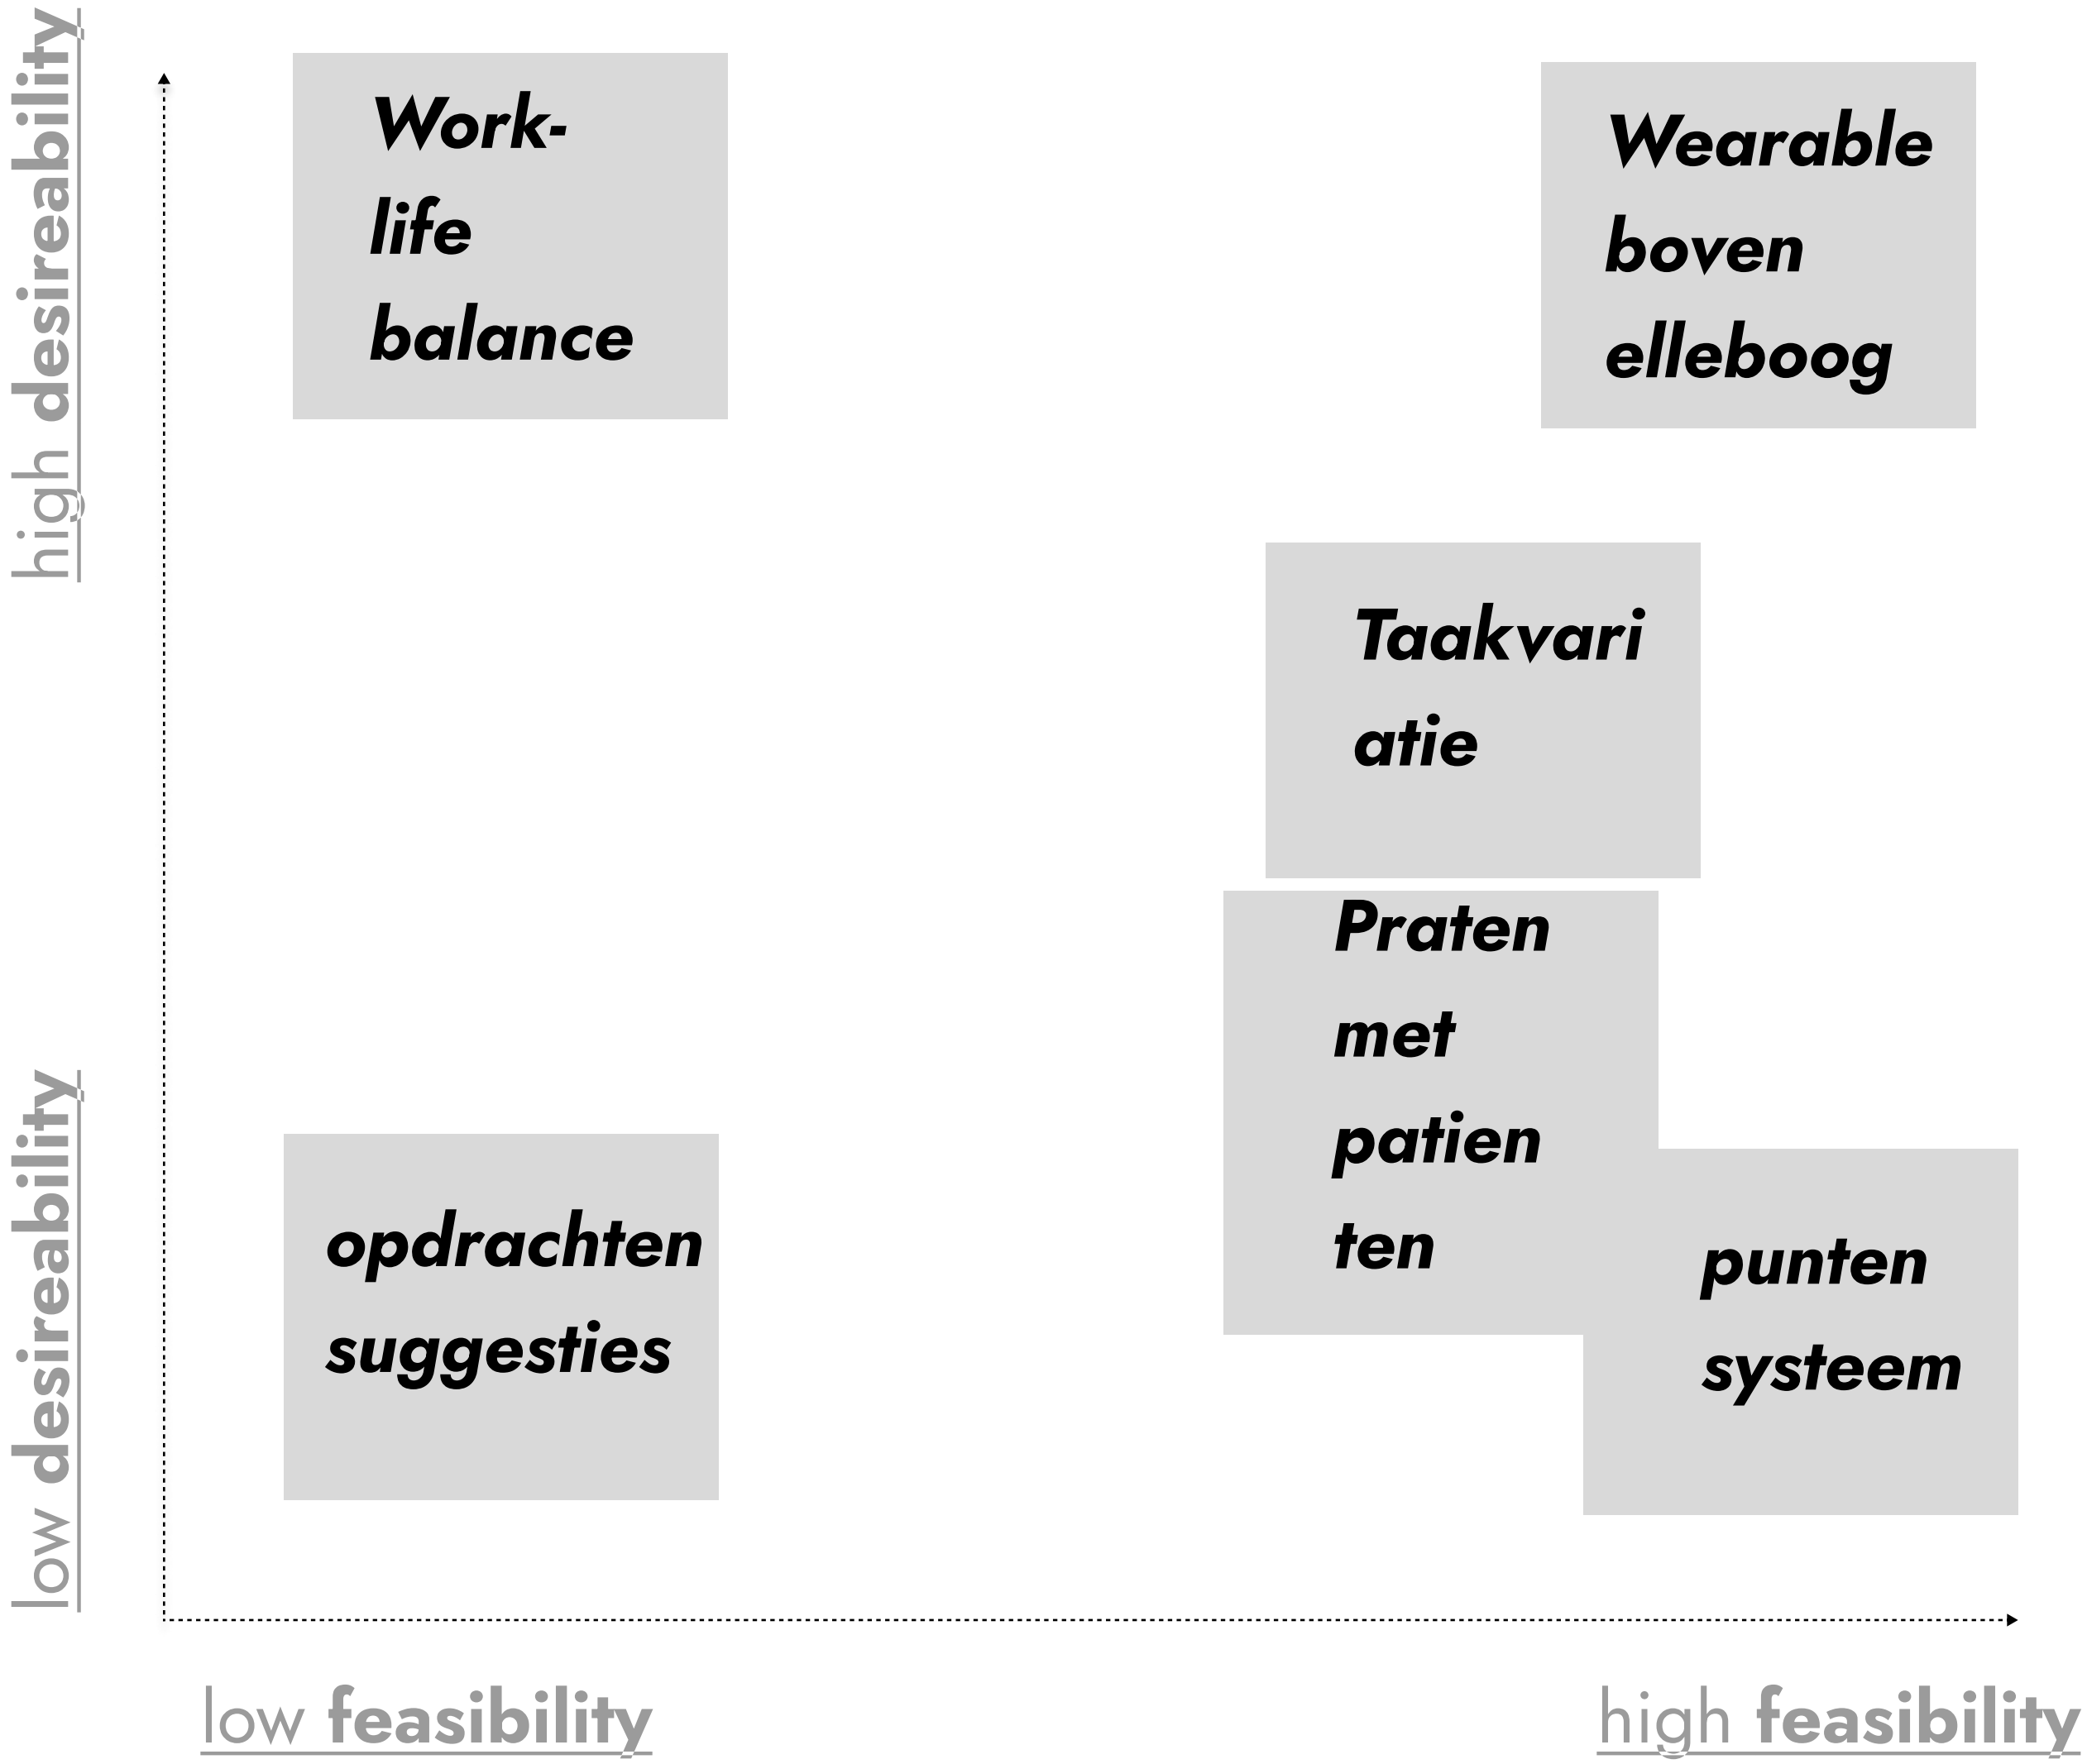 high desireability
Work-
life
balance
Wearable
boven
elleboog
Taakvari
atie
Praten
met
patien
ten
low desireability
opdrachten
suggesties
punten
systeem
low feasibility
high feasibility